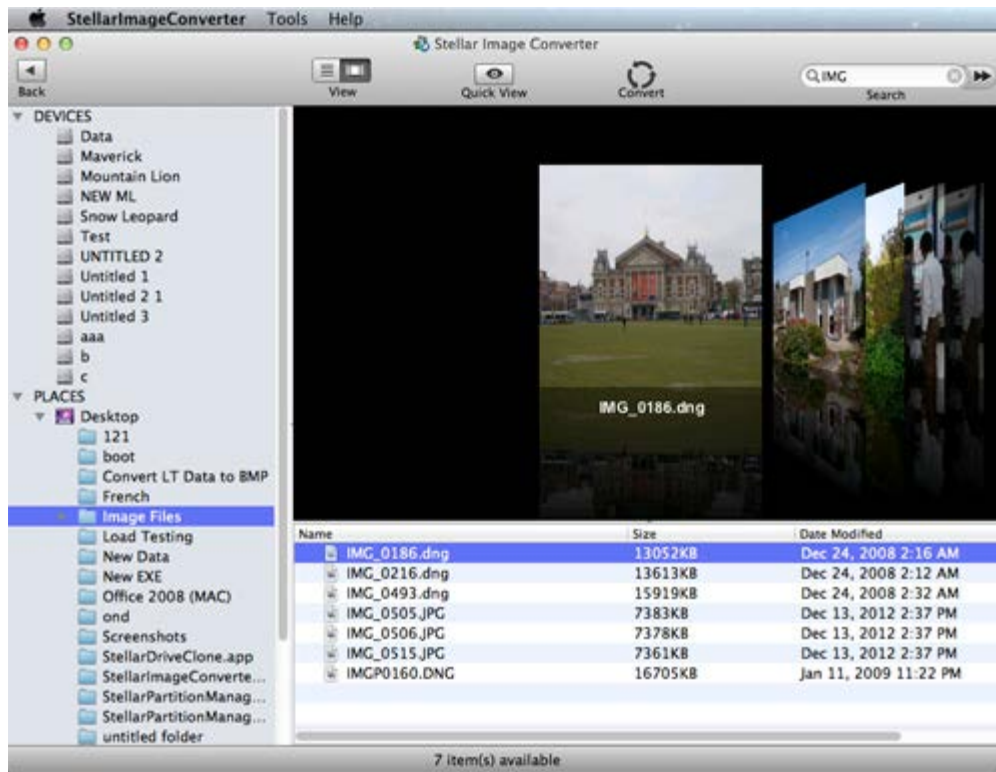 StellarImageConverter Tools Help
Stellar Image Converter
Back
View
Quick View
Convert
IMG
Search
DEVICES
Data
Maverick
Mountain Lion
NEW ML
Snow Leopard
Test
UNTITLED 2
Untitled 1
Untitled 2 1
Untitled 3
aaa
b
c
PLACES
Desktop
121
boot
Convert LT Data to BMP
French
Image Files
Load Testing
New Data
New EXE
Office 2008 (MAC)
ond
Screenshots
StellarDriveClone.app
StellarImageConverte...
StellarPartitionManag...
StellarPartitionManag...
untitled folder
IMG_0186.dng
Name Size Date Modified
IMG_0186.dng 13052KB Dec 24, 2008 2:16 AM
IMG_0216.dng 13613KB Dec 24, 2008 2:12 AM
IMG_0493.dng 15919KB Dec 24, 2008 2:32 AM
IMG_0505.JPG 7383KB Dec 13, 2012 2:37 PM
IMG_0506.JPG 7378KB Dec 13, 2012 2:37 PM
IMG_0515.JPG 7361KB Dec 13, 2012 2:37 PM
IMGP0160.DNG 16705KB Jan 11, 2009 11:22 PM
7 item(s) available